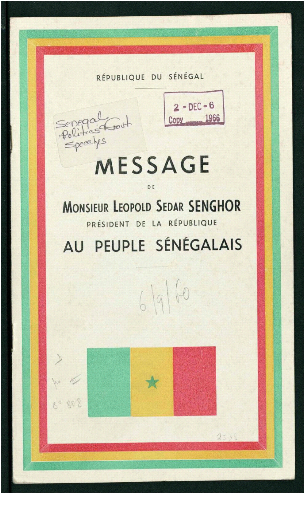 RÉPUBLIQUE DU SÉNÉGAL
2 - DEC - 6
Copy 1966
Senegal
Politics + Govt
MESSAGE
DE
MONSIEUR LEOPOLD SEDAR SENGHOR
PRÉSIDENT DE LA RÉPUBLIQUE
AU PEUPLE SÉNÉGALAIS
6/9/60